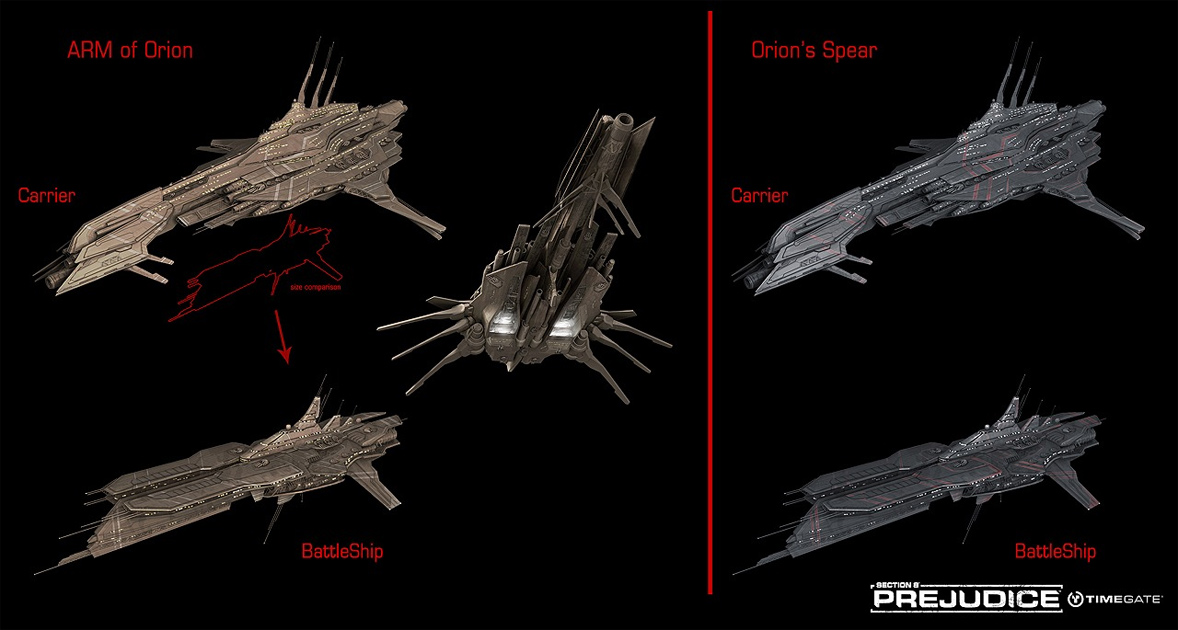 ARM of Orion
Orion's Spear
Carrier
Carrier
size comparison
BattleShip
BattleShip
SECTION 8
PREJUDICE
TIMEGATE